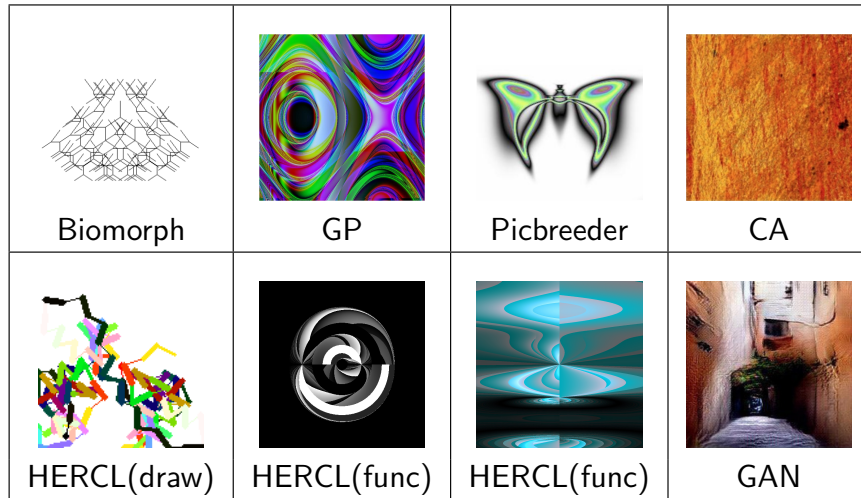 Biomorph
GP
Picbreeder
CA
HERCL(draw)
HERCL(func)
HERCL(func)
GAN